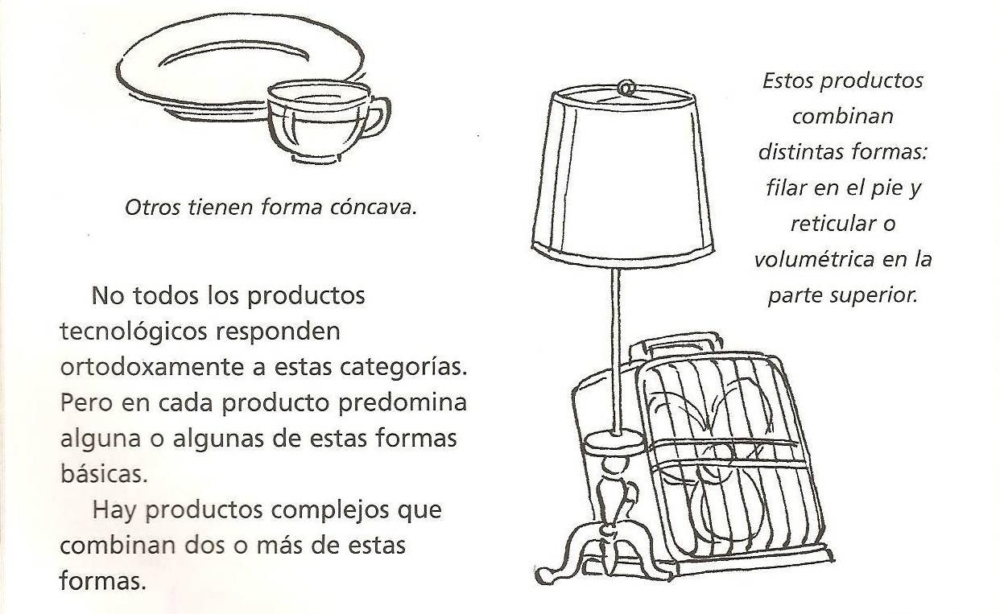 Otros tienen forma cóncava.
No todos los productos
tecnológicos responden
ortodoxamente a estas categorías.
Pero en cada producto predomina
alguna o algunas de estas formas
básicas.
Hay productos complejos que
combinan dos o más de estas
formas.
Estos productos
combinan
distintas formas:
filar en el pie y
reticular o
volumétrica en la
parte superior.